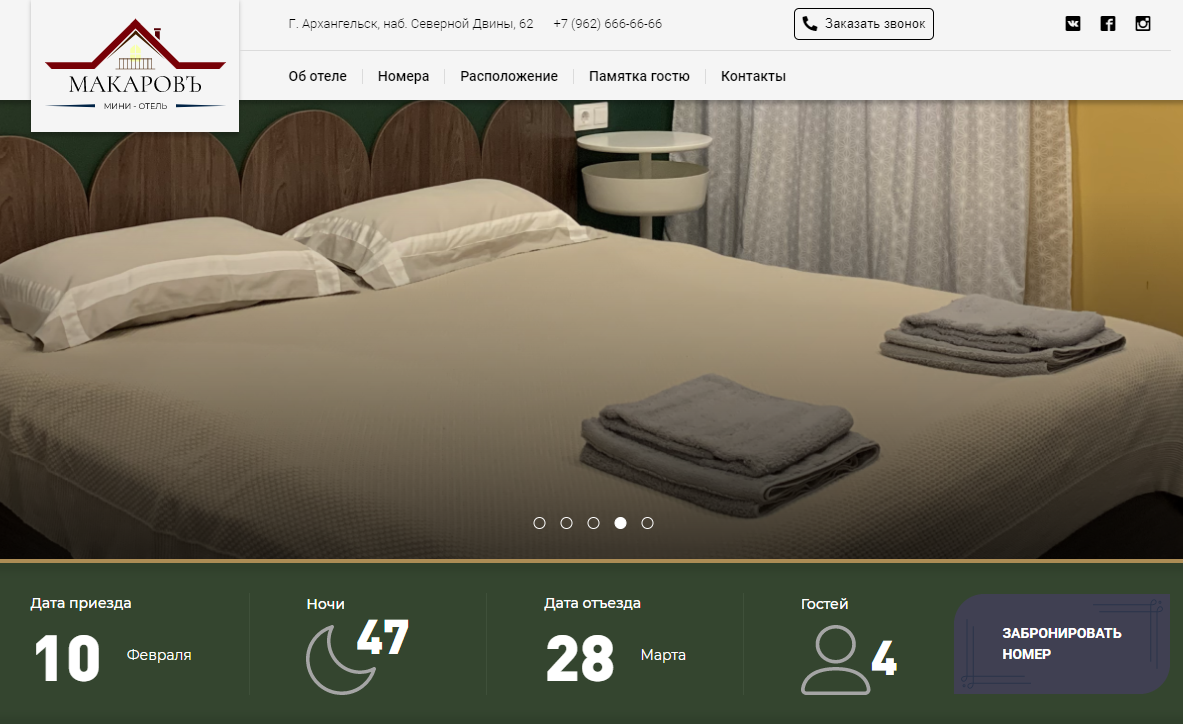 МАКАРОВЪ
МИНИ - ОТЕЛЬ
Г. Архангельск, наб. Северной Двины, 62 +7 (962) 666-66-66
Заказать звонок
Об отеле Номера Расположение Памятка гостю Контакты
Дата приезда
10 Февраля
Ночи
47
Дата отъезда
28 Марта
Гостей
4
ЗАБРОНИРОВАТЬ
НОМЕР